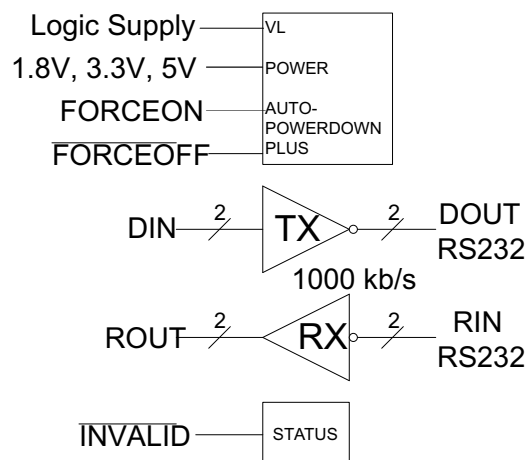 Logic Supply
VL
1.8V, 3.3V, 5V
POWER
FORCEON
AUTO-
POWERDOWN
PLUS
FORCEOFF
DIN
2
TX
2
DOUT
RS232
1000 kb/s
ROUT
2
RX
2
RIN
RS232
INVALID
STATUS